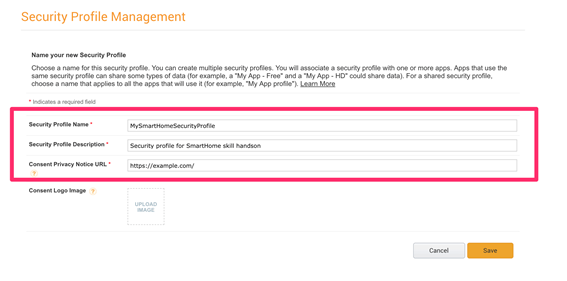 Security Profile Management
Name your new Security Profile
Choose a name for this security profile. You can create multiple security profiles. You will associate a security profile with one or more apps. Apps that use the
same security profile can share some types of data (for example, a "My App - Free" and a "My App - HD" could share data). For a shared security profile,
choose a name that applies to all the apps that will use it (for example, "My App profile"). Learn More
* Indicates a required field
Security Profile Name * MySmartHomeSecurityProfile
Security Profile Description * Security profile for SmartHome skill handson
Consent Privacy Notice URL * https://example.com/
?
Consent Logo Image ?
UPLOAD
IMAGE
Cancel Save